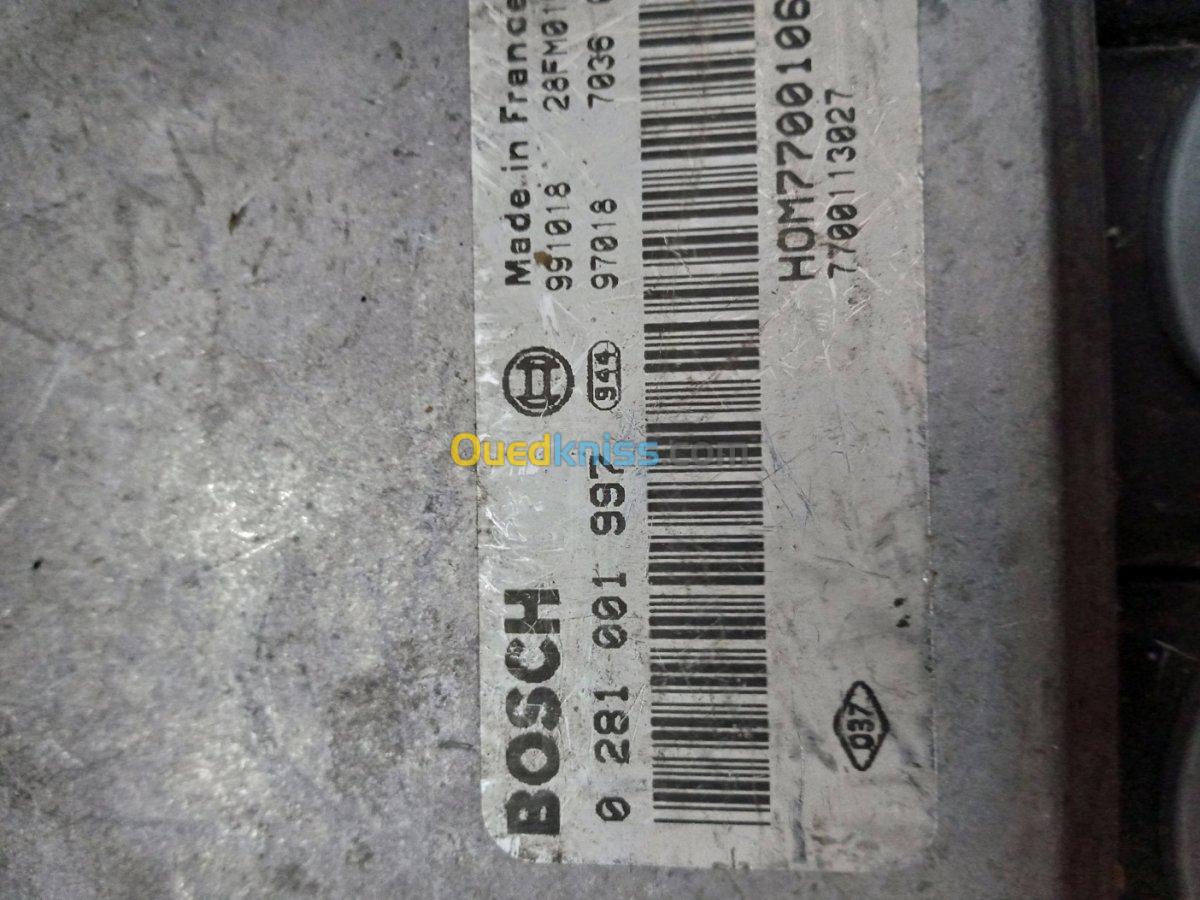 BOSCH
Made in France
991018 28FM01
0 281 001 997
944
97018 7036
HOM7700106
7700113027
037
Ouedkniss.com